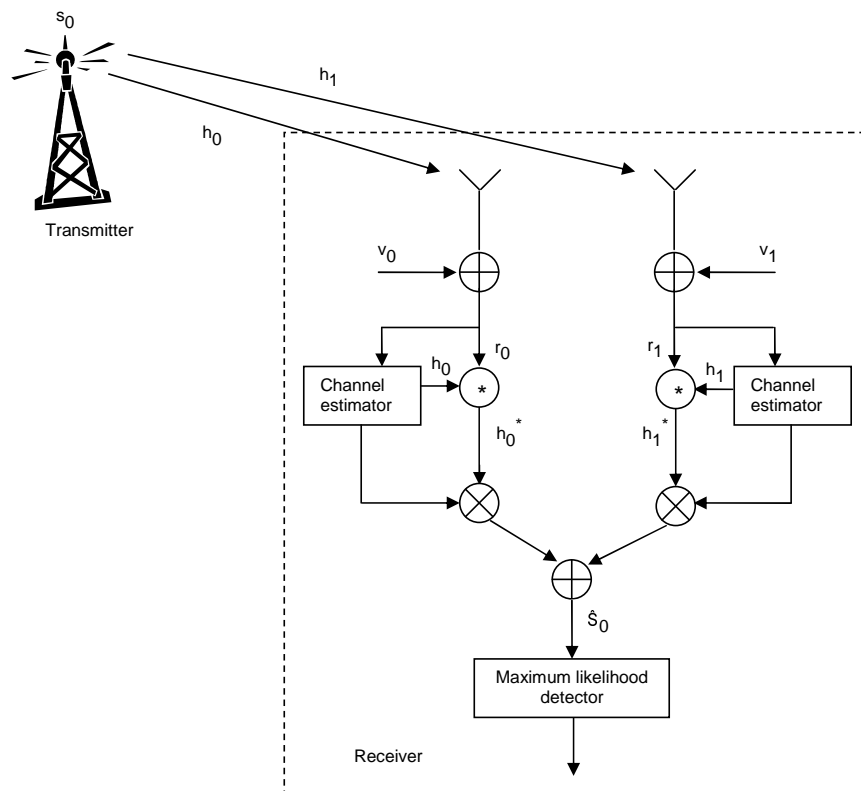 s0
h1
h0
Transmitter
v0
v1
r0
r1
h0
h1
Channel
estimator
Channel
estimator
*
*
h0*
h1*
ŝ0
Maximum likelihood
detector
Receiver